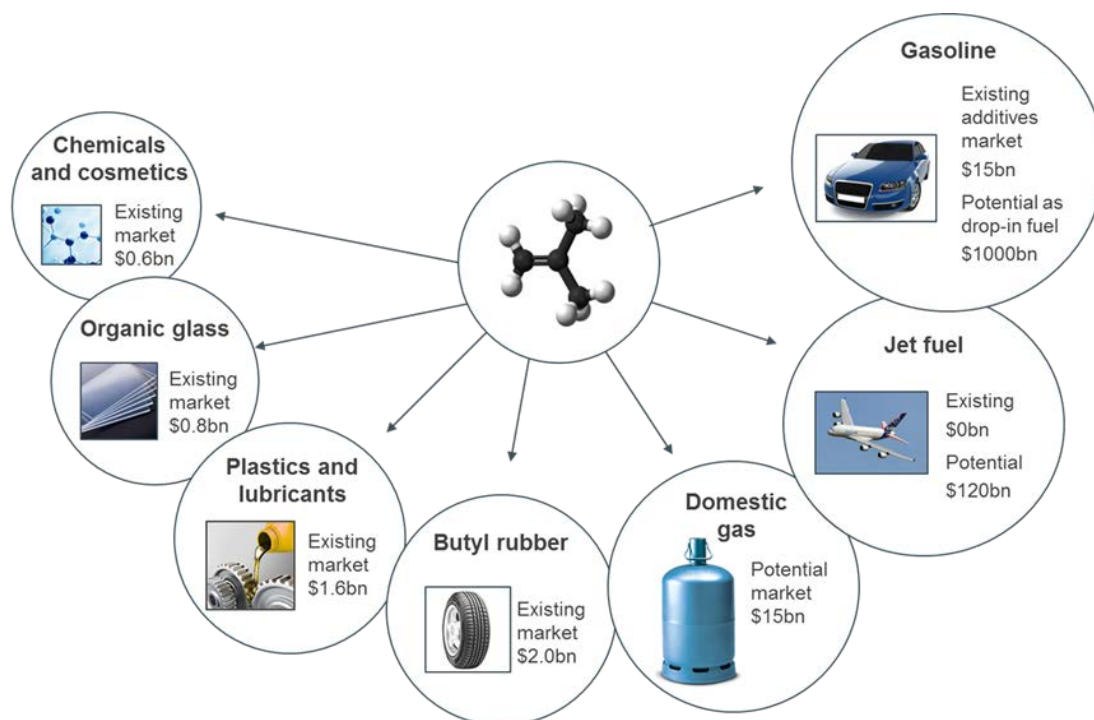 Chemicals
and cosmetics
Existing
market
$0.6bn
Organic glass
Existing
market
$0.8bn
Plastics and
lubricants
Existing
market
$1.6bn
Butyl rubber
Existing
market
$2.0bn
Domestic
gas
Potential
market
$15bn
Jet fuel
Existing
$0bn
Potential
$120bn
Gasoline
Existing
additives
market
$15bn
Potential as
drop-in fuel
$1000bn